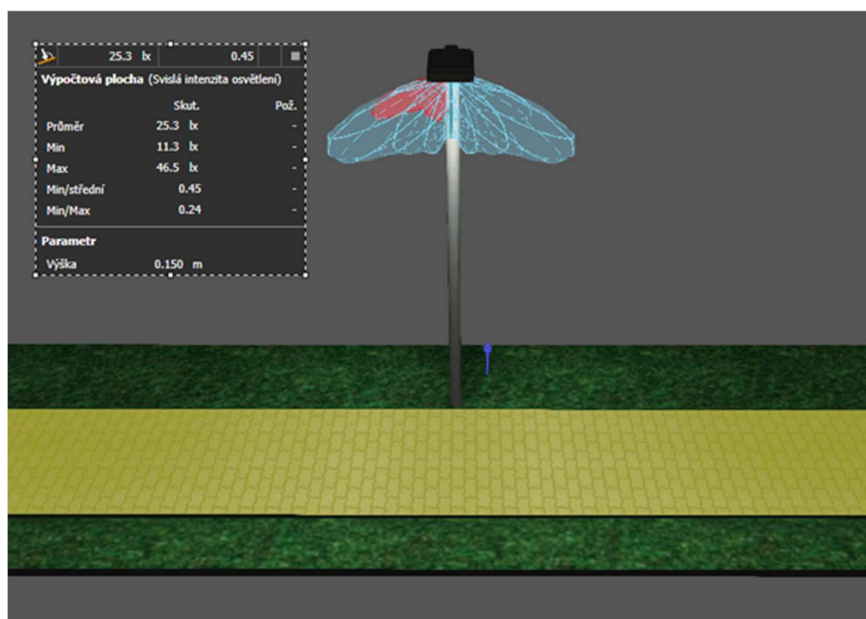 25.3 lx 0.45
Výpočtová plocha (Svislá intenzita osvětlení)
Skut. Pož.
Průměr 25.3 lx -
Min 11.3 lx -
Max 46.5 lx -
Min/střední 0.45 -
Min/Max 0.24 -
Parametr
Výška 0.150 m